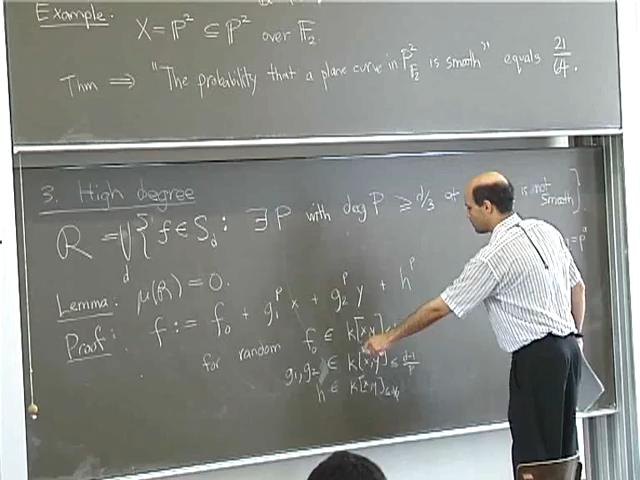 Example:
X = ℙ² ⊆ ℙ² over 𝔽₂.
Thm ⟹ "The probability that a plane curve in ℙ²_{𝔽₂} is smooth" equals 21/64.
3. High degree
R = ⋃_d { f ∈ S_d : ∃ P with deg P ≥ d/3 at is not smooth }.
Lemma: μ(R) = 0.
Proof: f := f₀ + g₁^p x + g₂^p y + h^p
for random f₀ ∈ k[x,y]
g₁, g₂ ∈ k[x,y]_{≤ (d-1)/p}
h ∈ k[x,y]